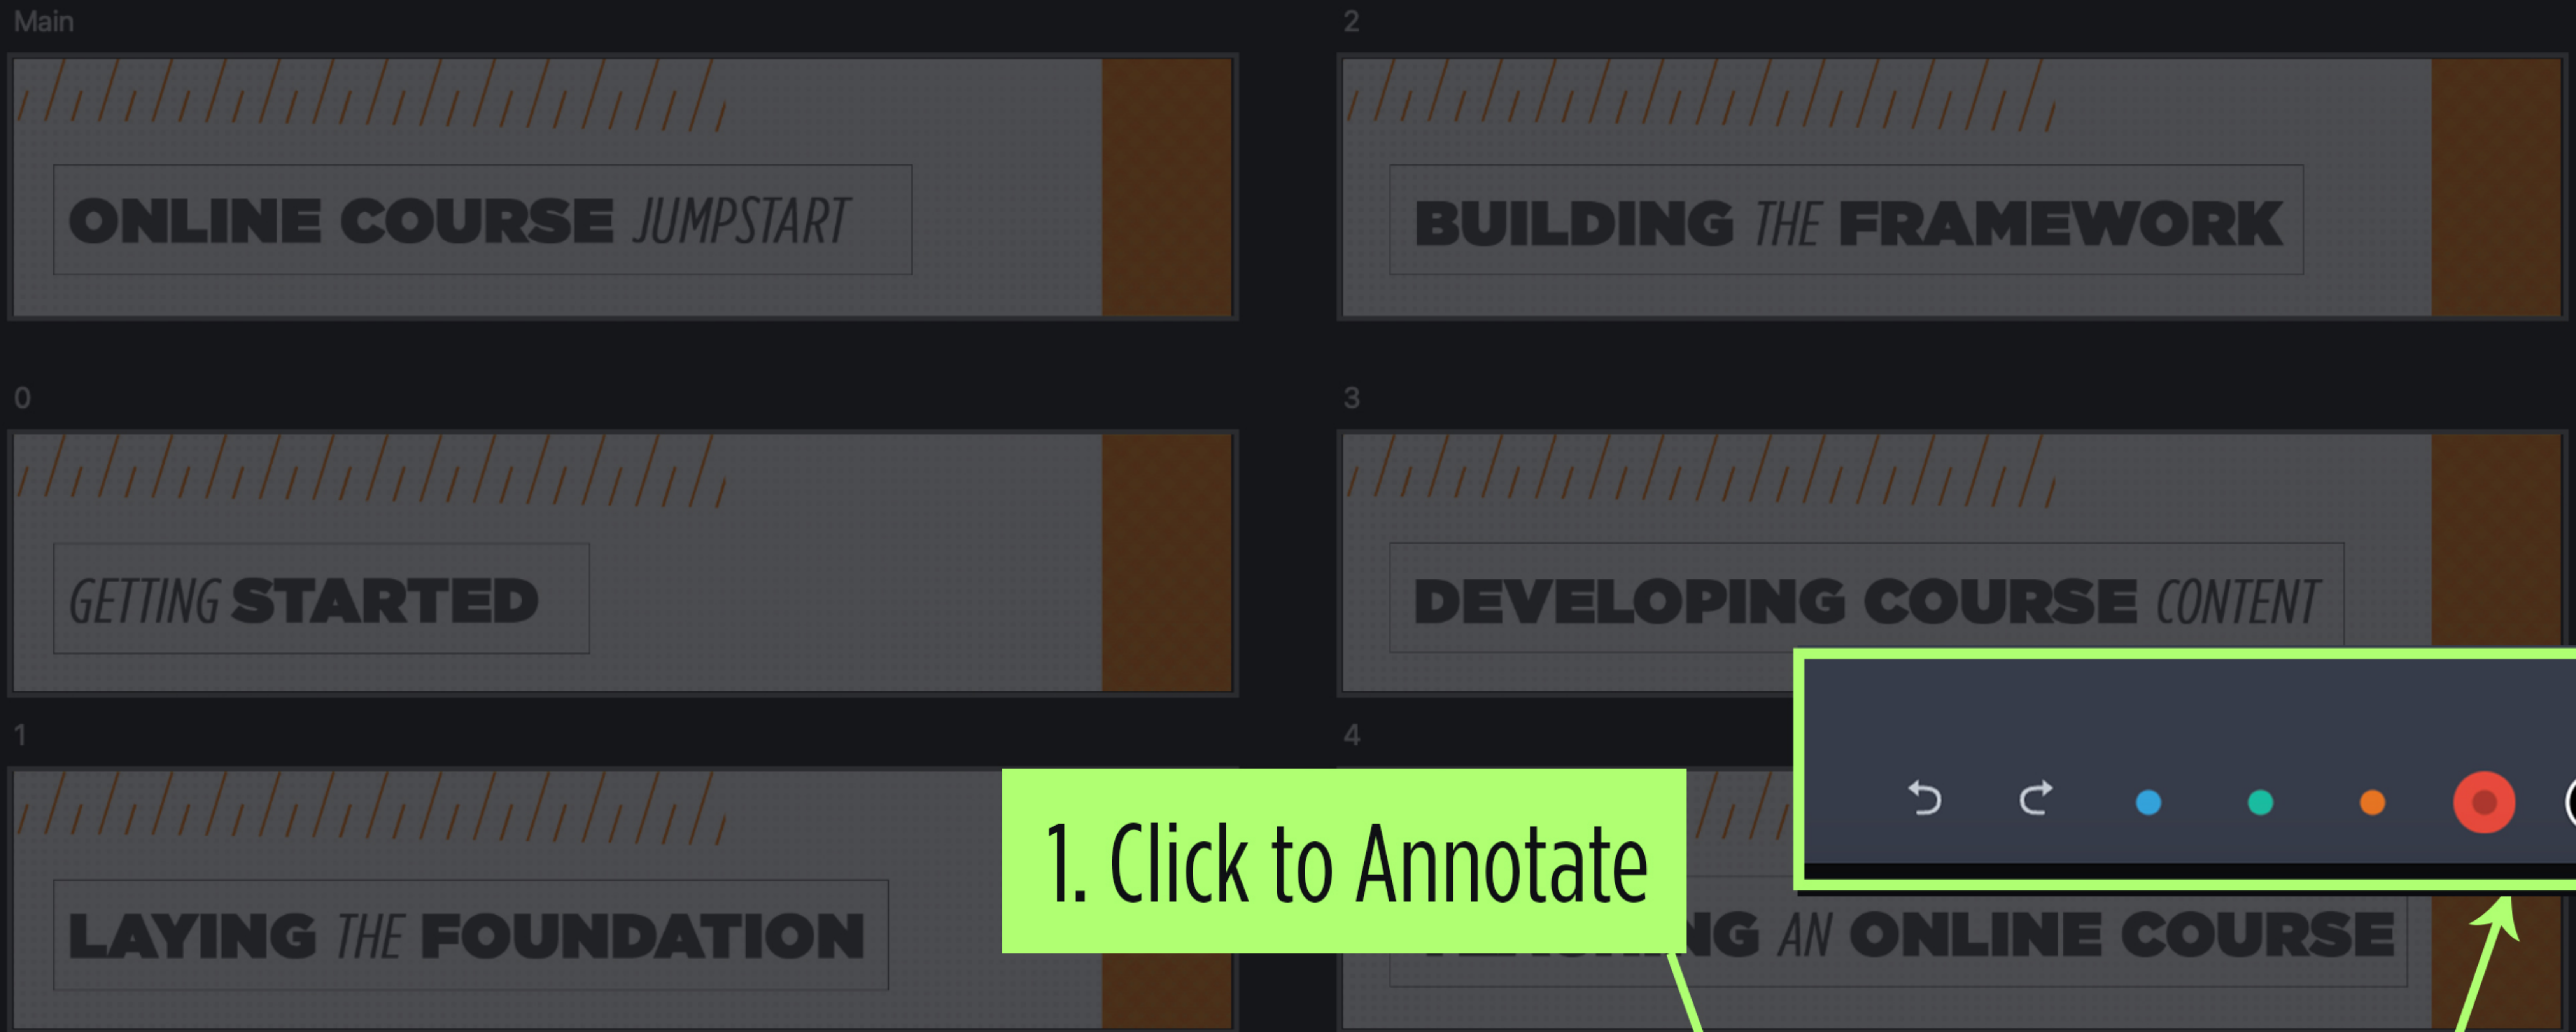 Main
ONLINE COURSE JUMPSTART
2
BUILDING THE FRAMEWORK
0
GETTING STARTED
3
DEVELOPING COURSE CONTENT
1
LAYING THE FOUNDATION
4
AN ONLINE COURSE
1. Click to Annotate